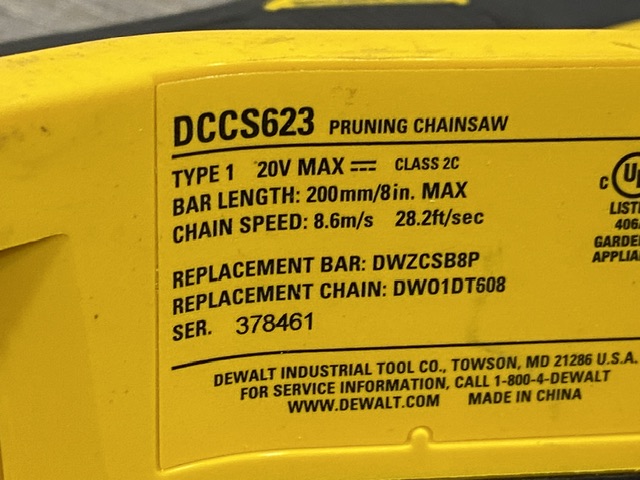 DCCS623 PRUNING CHAINSAW
TYPE 1 20V MAX CLASS 2C
BAR LENGTH: 200mm/8in. MAX
CHAIN SPEED: 8.6m/s 28.2ft/sec
REPLACEMENT BAR: DWZCSB8P
REPLACEMENT CHAIN: DWO1DT608
SER. 378461
C UL
DEWALT INDUSTRIAL TOOL CO., TOWSON, MD 21286 U.S.A.
FOR SERVICE INFORMATION, CALL 1-800-4-DEWALT
WWW.DEWALT.COM MADE IN CHINA